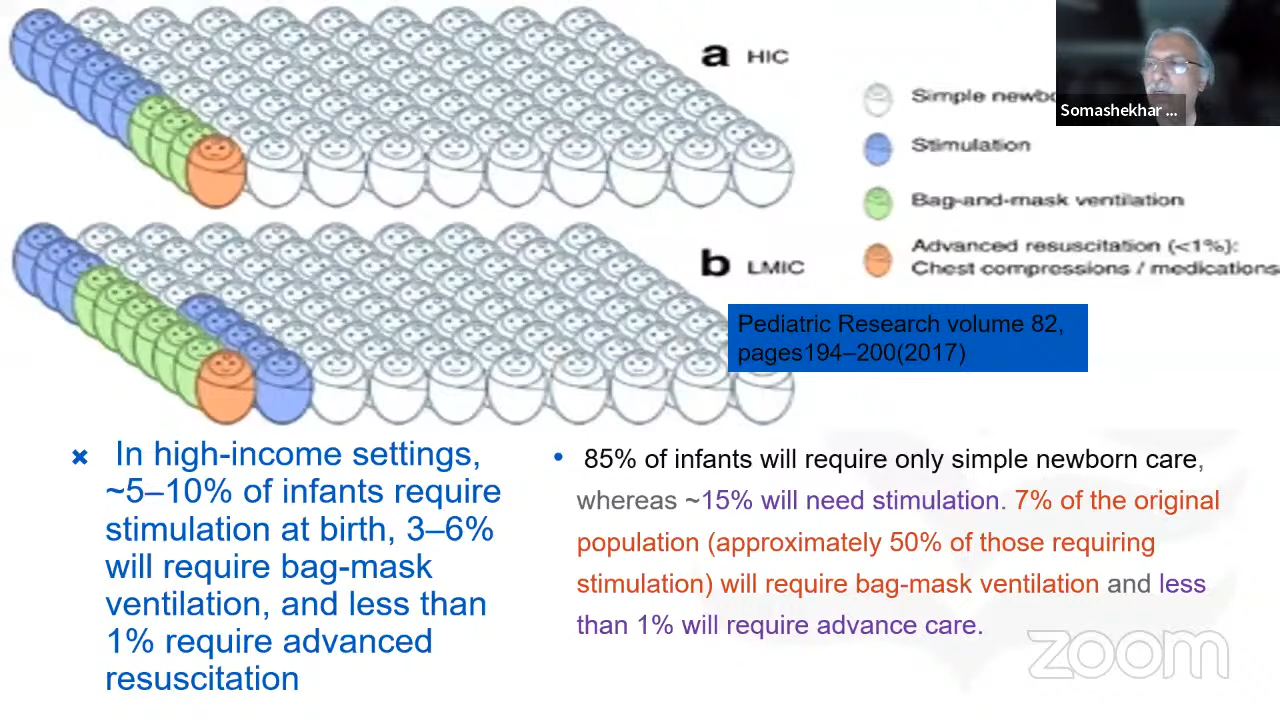 a HIC
Simple newbo
Somashekhar ...
Stimulation
Bag-and-mask ventilation
Advanced resuscitation (<1%):
Chest compressions / medications
b LMIC
Pediatric Research volume 82,
pages194–200(2017)
In high-income settings,
~5–10% of infants require
stimulation at birth, 3–6%
will require bag-mask
ventilation, and less than
1% require advanced
resuscitation
• 85% of infants will require only simple newborn care,
whereas ~15% will need stimulation. 7% of the original
population (approximately 50% of those requiring
stimulation) will require bag-mask ventilation and less
than 1% will require advance care.
zoom